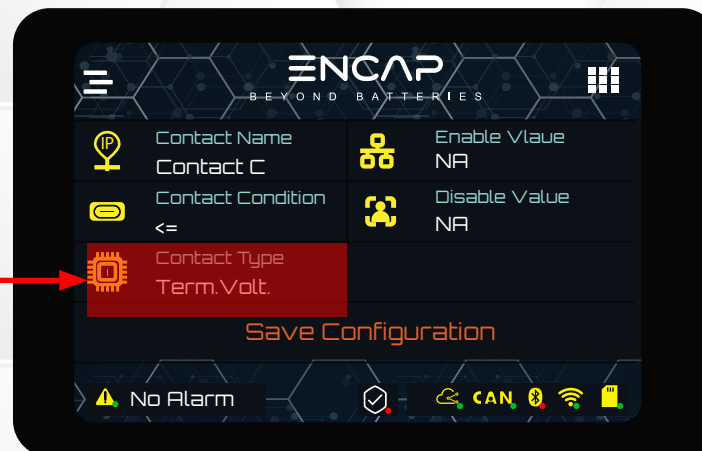 ENCAP
BEYOND BATTERIES
IP
Contact Name
Contact C
Enable Vlaue
NA
Contact Condition
<=
Disable Value
NA
Contact Type
Term.Volt.
Save Configuration
No Alarm
CAN